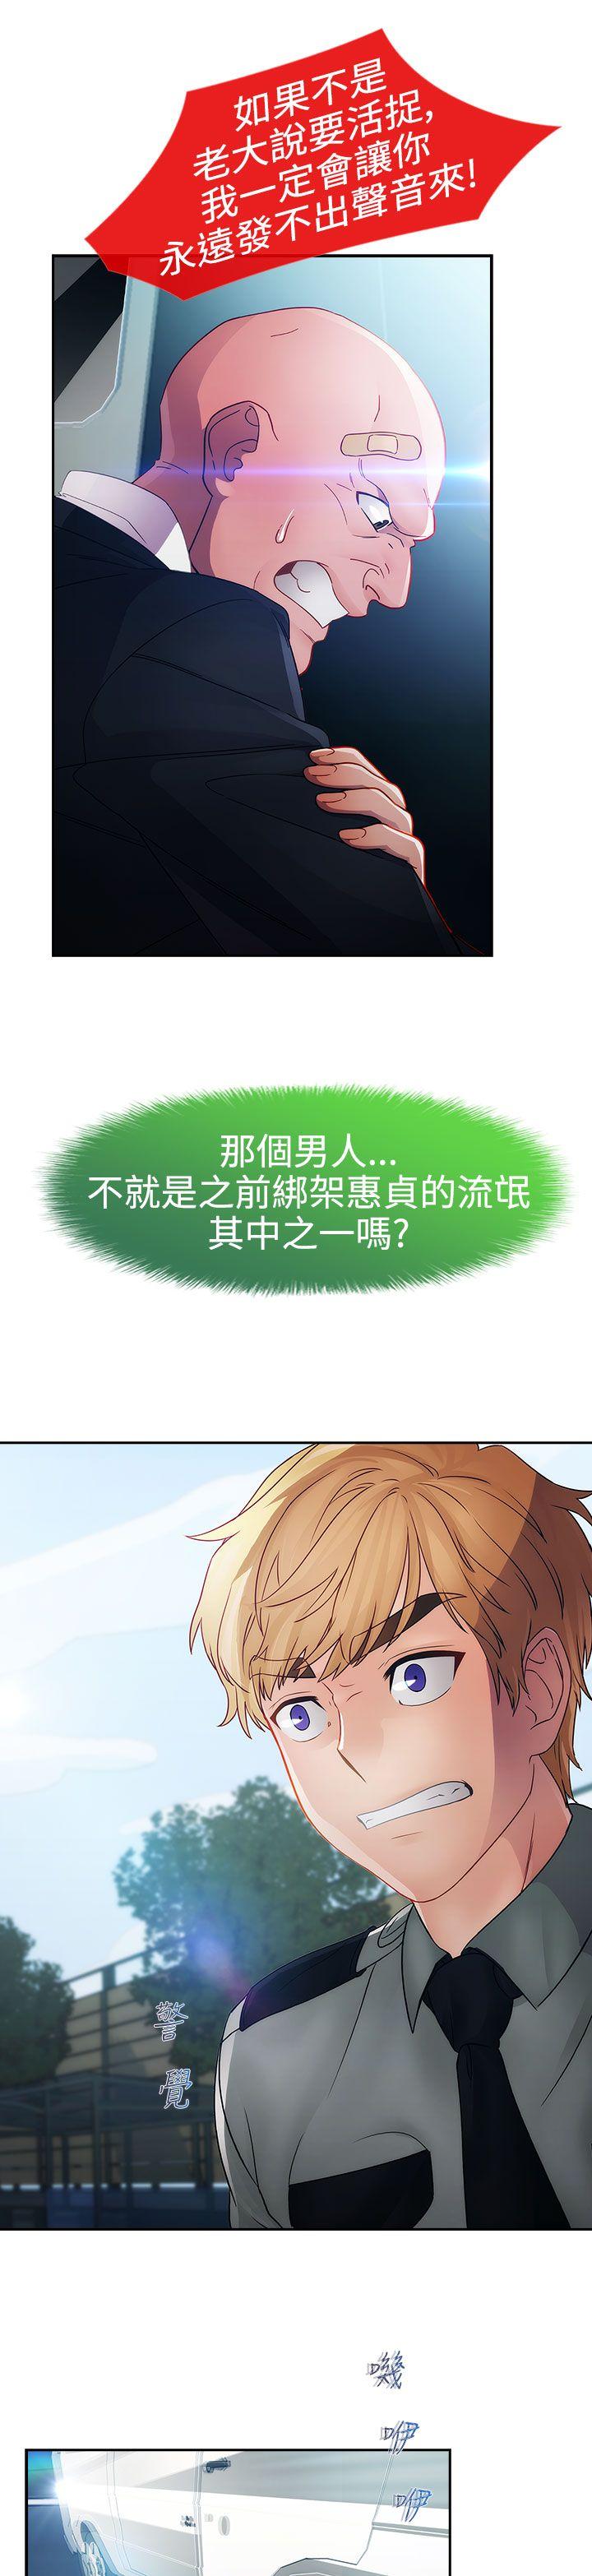 如果不是
老大說要活捉,
我一定會讓你
永遠發不出聲音來!
那個男人...
不就是之前綁架惠貞的流氓
其中之一嗎?
警
覺
嘰
咿
咿